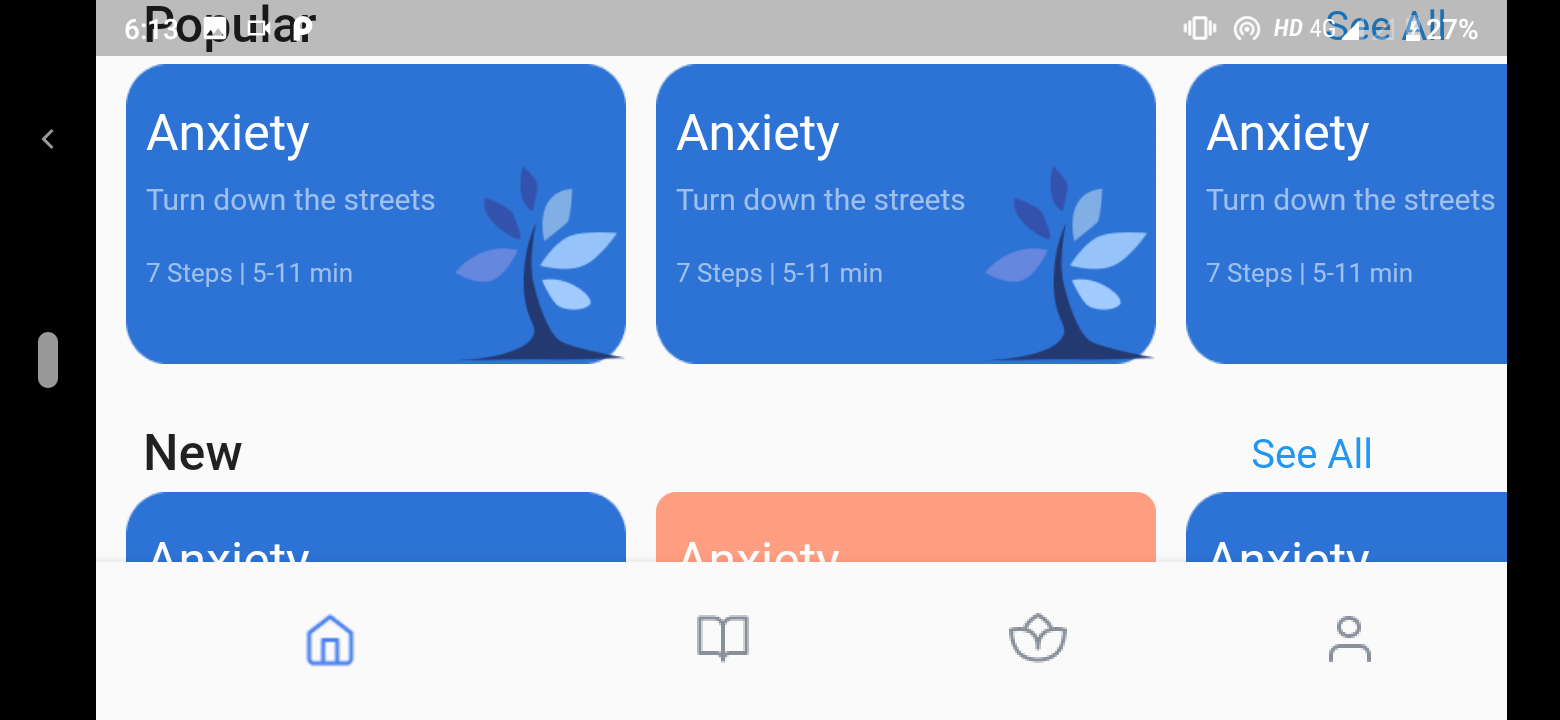 6:13 HD 4G 27%
Popular See All
Anxiety Anxiety Anxiety
Turn down the streets Turn down the streets Turn down the streets
7 Steps | 5-11 min 7 Steps | 5-11 min 7 Steps | 5-11 min
New See All
Anxiety Anxiety Anxiety